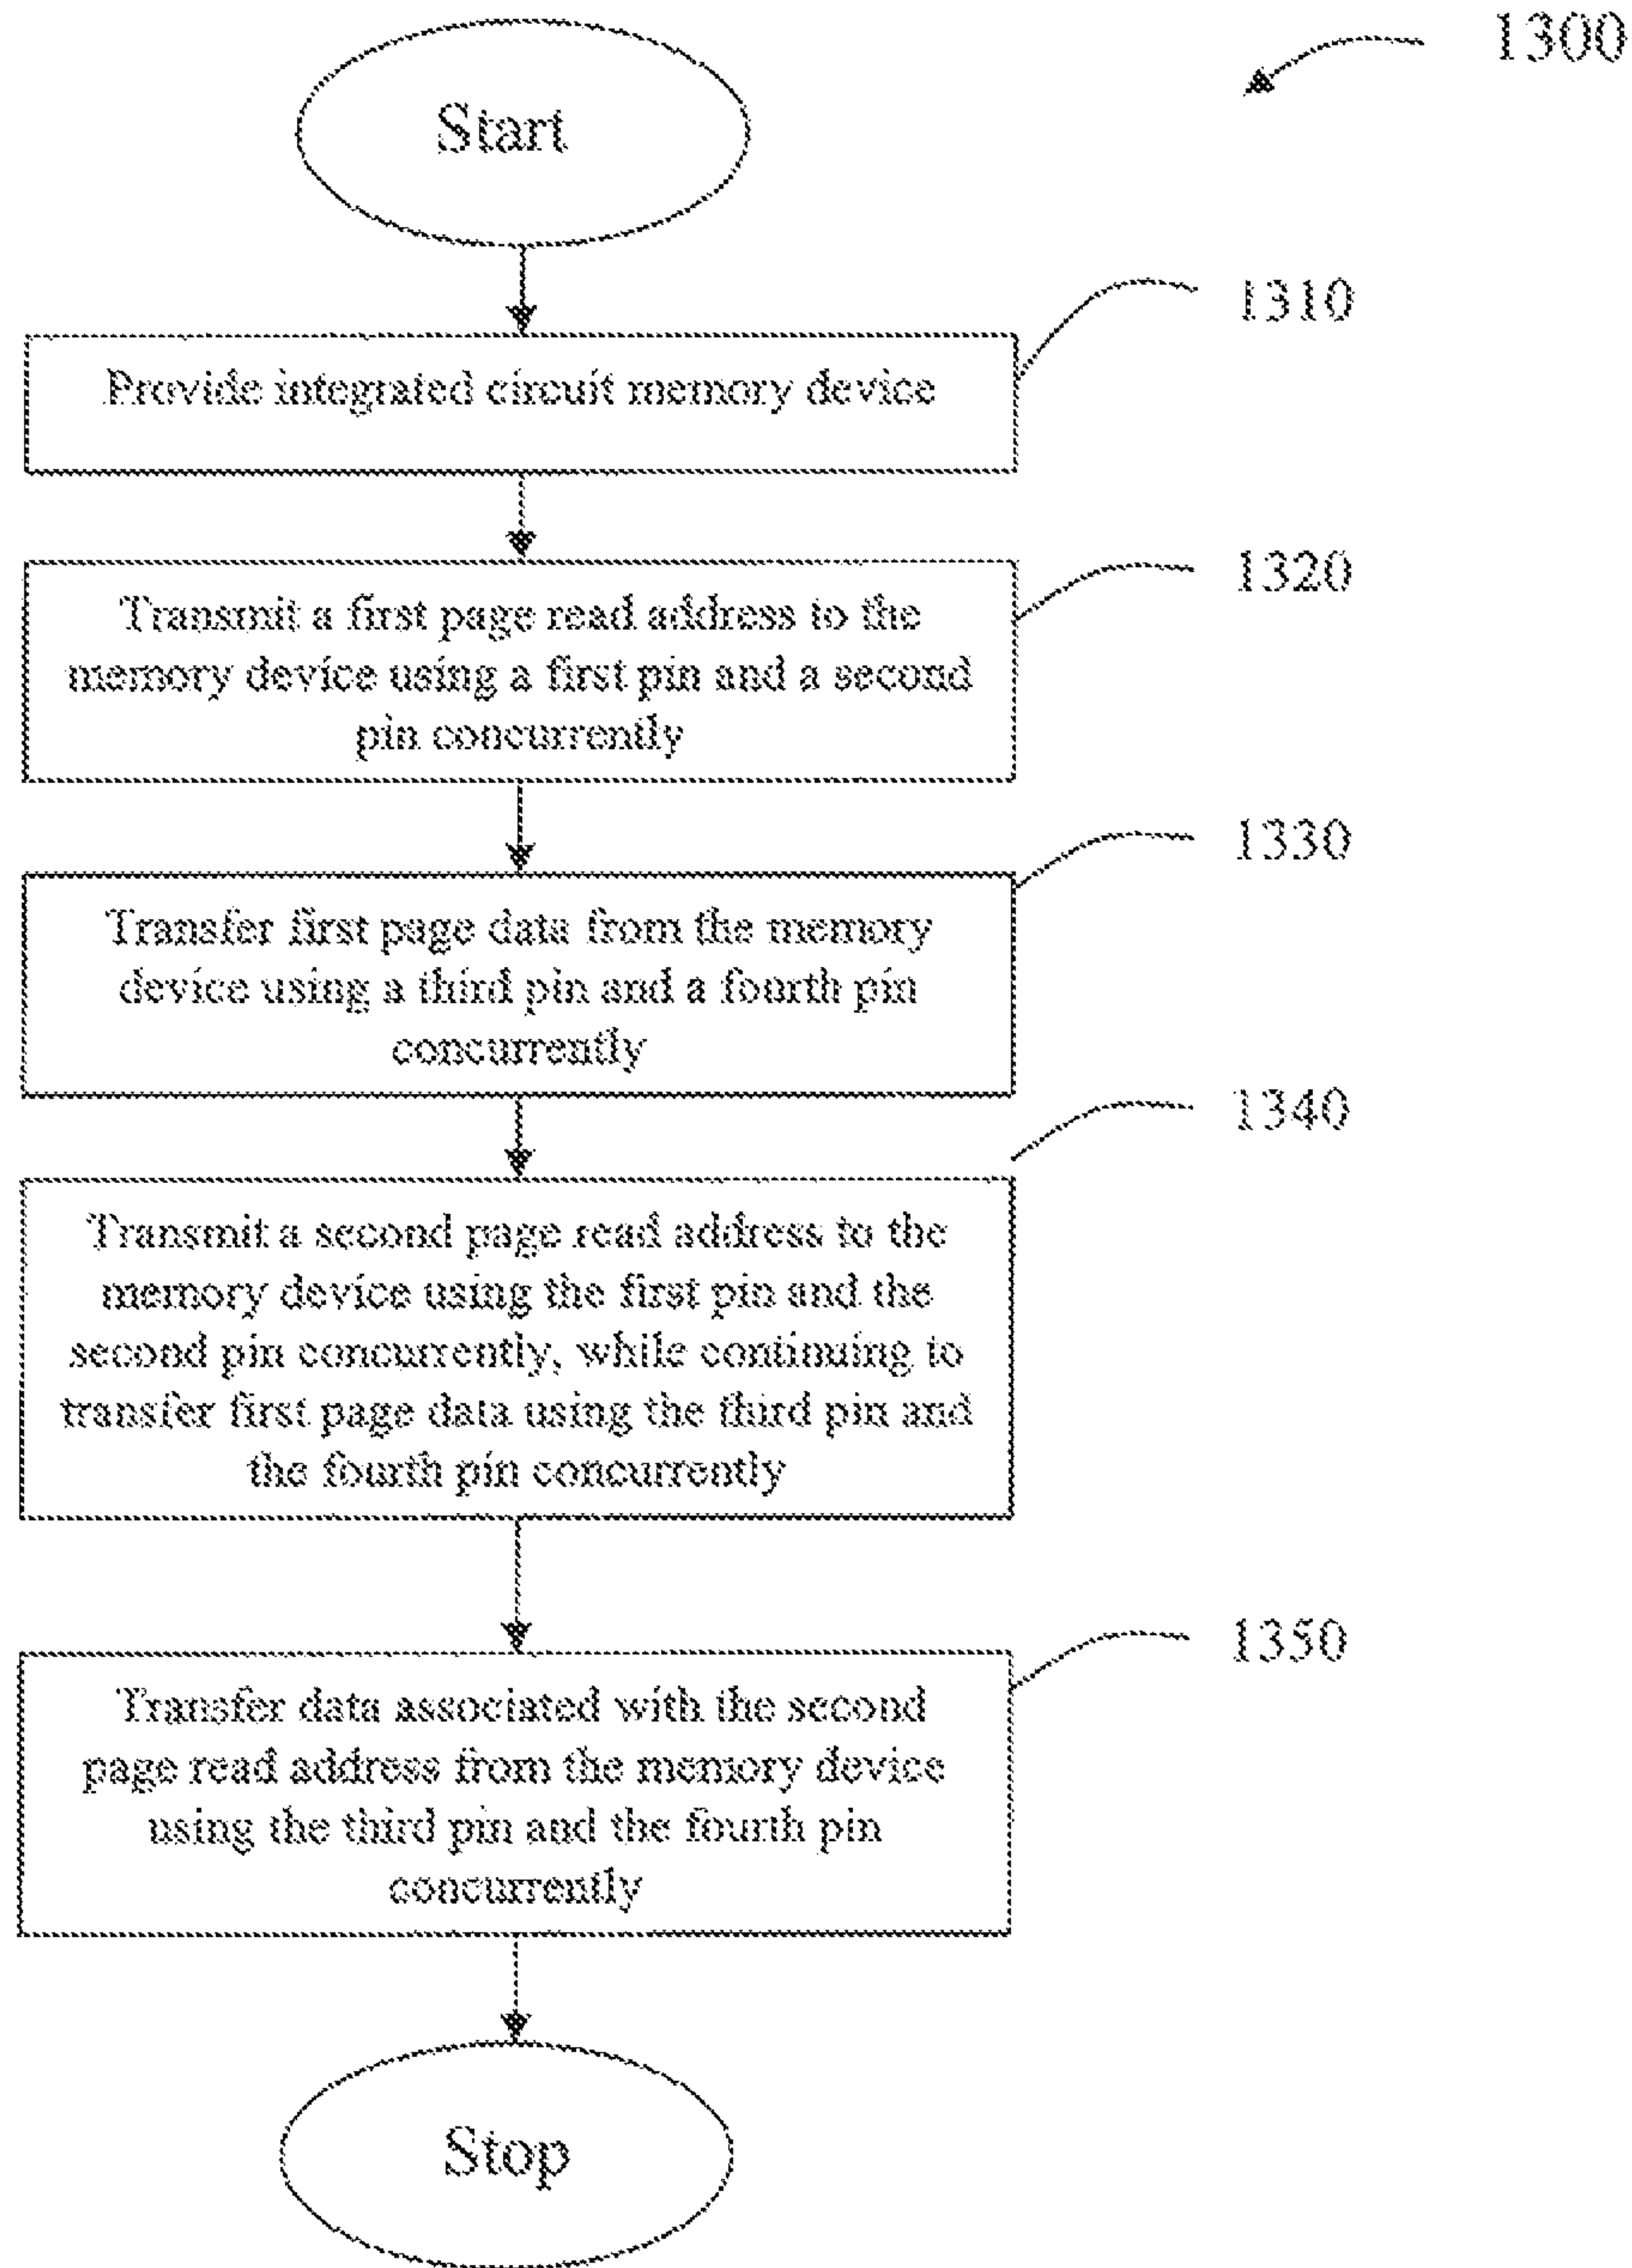 1300
Start
1310
Provide integrated circuit memory device
1320
Transmit a first page read address to the
memory device using a first pin and a second
pin concurrently
1330
Transfer first page data from the memory
device using a third pin and a fourth pin
concurrently
1340
Transmit a second page read address to the
memory device using the first pin and the
second pin concurrently, while continuing to
transfer first page data using the third pin and
the fourth pin concurrently
1350
Transfer data associated with the second
page read address from the memory device
using the third pin and the fourth pin
concurrently
Stop